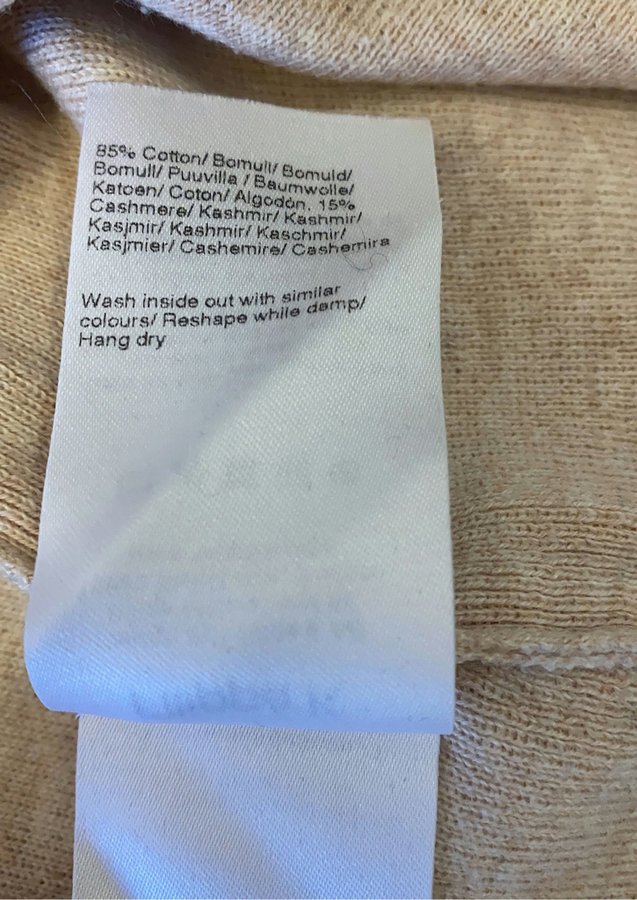 85% Cotton/ Bomull/ Bomuld/
Bomull/ Puuvilla / Baumwolle/
Katoen/ Coton/ Algodón. 15%
Cashmere/ Kashmir/ Kashmir/
Kasjmir/ Kashmir/ Kaschmir/
Kasjmier/ Cashemire/ Cashemira
Wash inside out with similar
colours/ Reshape while damp/
Hang dry